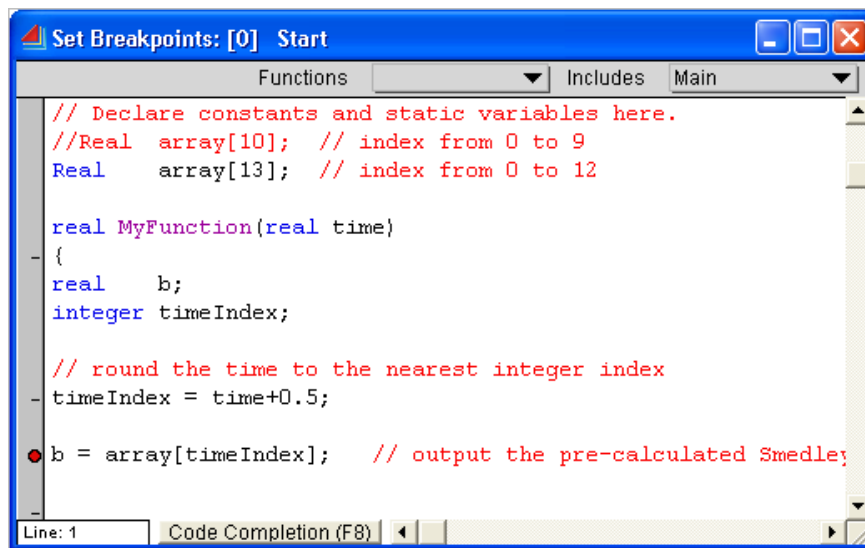 Set Breakpoints: [0] Start
Functions Includes Main
// Declare constants and static variables here.
//Real array[10]; // index from 0 to 9
Real array[13]; // index from 0 to 12
real MyFunction(real time)
{
real b;
integer timeIndex;
// round the time to the nearest integer index
timeIndex = time+0.5;
b = array[timeIndex]; // output the pre-calculated Smedley
Line: 1 Code Completion (F8)